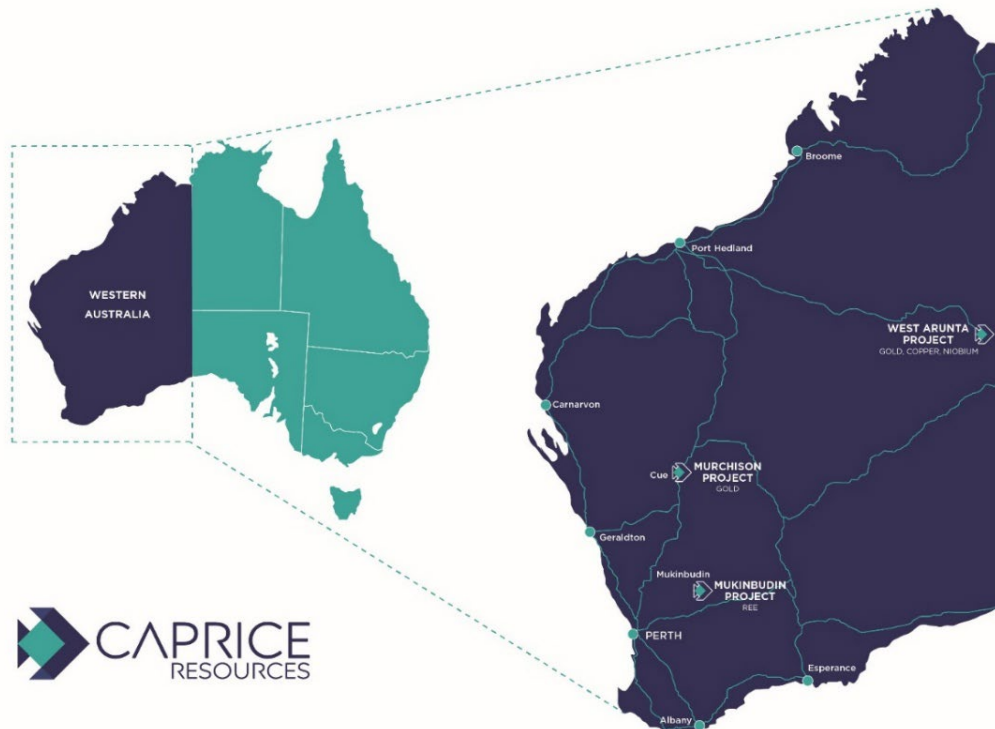 WESTERN
AUSTRALIA
Broome
Port Hedland
WEST ARUNTA
PROJECT
GOLD, COPPER, NIOBIUM
Carnarvon
Cue
MURCHISON
PROJECT
GOLD
Geraldton
Mukinbudin
MUKINBUDIN
PROJECT
REE
PERTH
Esperance
Albany
CAPRICE
RESOURCES